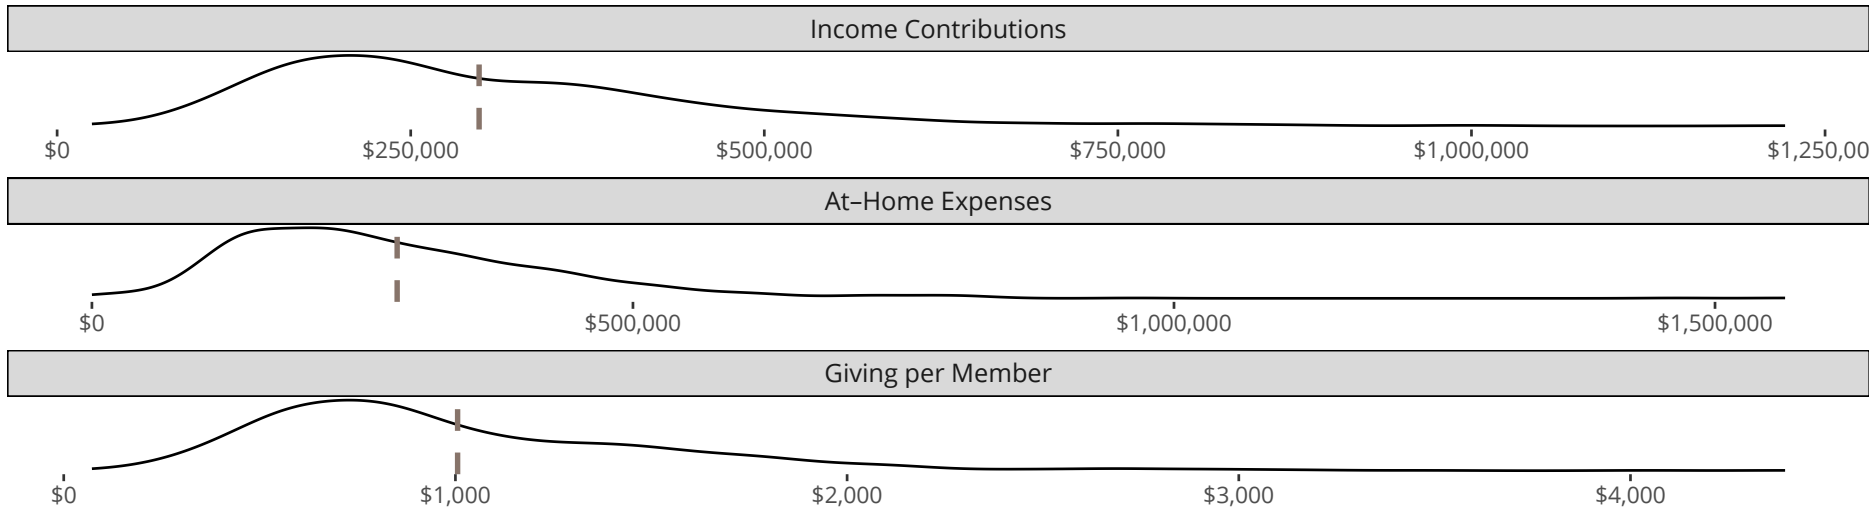 Income Contributions
$0 $250,000 $500,000 $750,000 $1,000,000 $1,250,00
At–Home Expenses
$0 $500,000 $1,000,000 $1,500,000
Giving per Member
$0 $1,000 $2,000 $3,000 $4,000